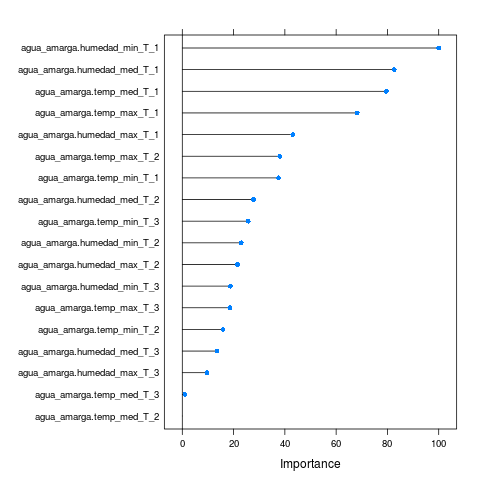 agua_amarga.humedad_min_T_1
agua_amarga.humedad_med_T_1
agua_amarga.temp_med_T_1
agua_amarga.temp_max_T_1
agua_amarga.humedad_max_T_1
agua_amarga.temp_max_T_2
agua_amarga.temp_min_T_1
agua_amarga.humedad_med_T_2
agua_amarga.temp_min_T_3
agua_amarga.humedad_min_T_2
agua_amarga.humedad_max_T_2
agua_amarga.humedad_min_T_3
agua_amarga.temp_max_T_3
agua_amarga.temp_min_T_2
agua_amarga.humedad_med_T_3
agua_amarga.humedad_max_T_3
agua_amarga.temp_med_T_3
agua_amarga.temp_med_T_2
0 20 40 60 80 100
Importance